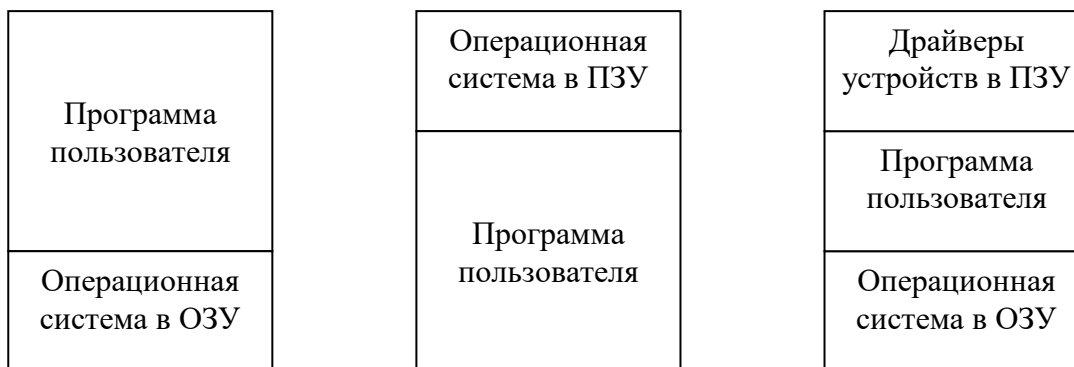 Программа
пользователя
Операционная
система в ОЗУ
Операционная
система в ПЗУ
Программа
пользователя
Драйверы
устройств в ПЗУ
Программа
пользователя
Операционная
система в ОЗУ